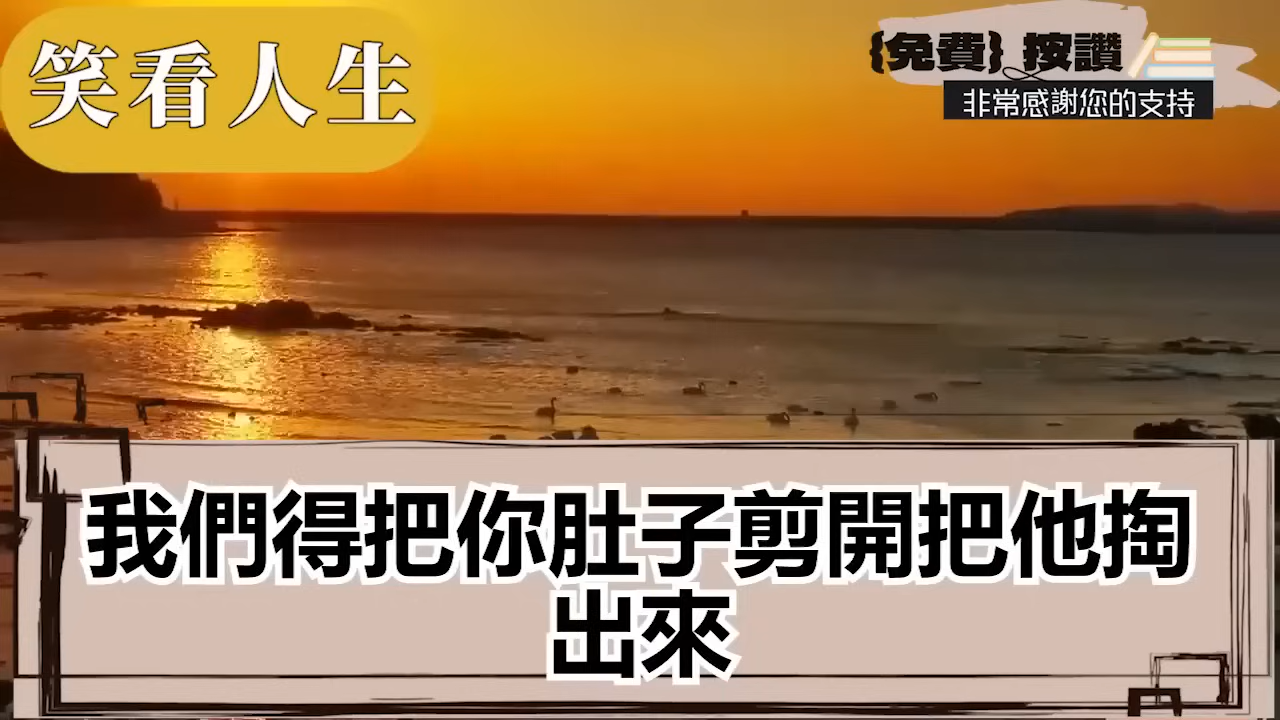 笑看人生
{免費} 按讚
非常感謝您的支持
我們得把你肚子剪開把他掏
出來